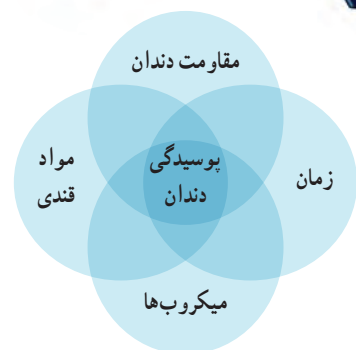 مقاومت دندان
زمان
پوسیدگی
دندان
مواد
قندی
میکروب‌ها